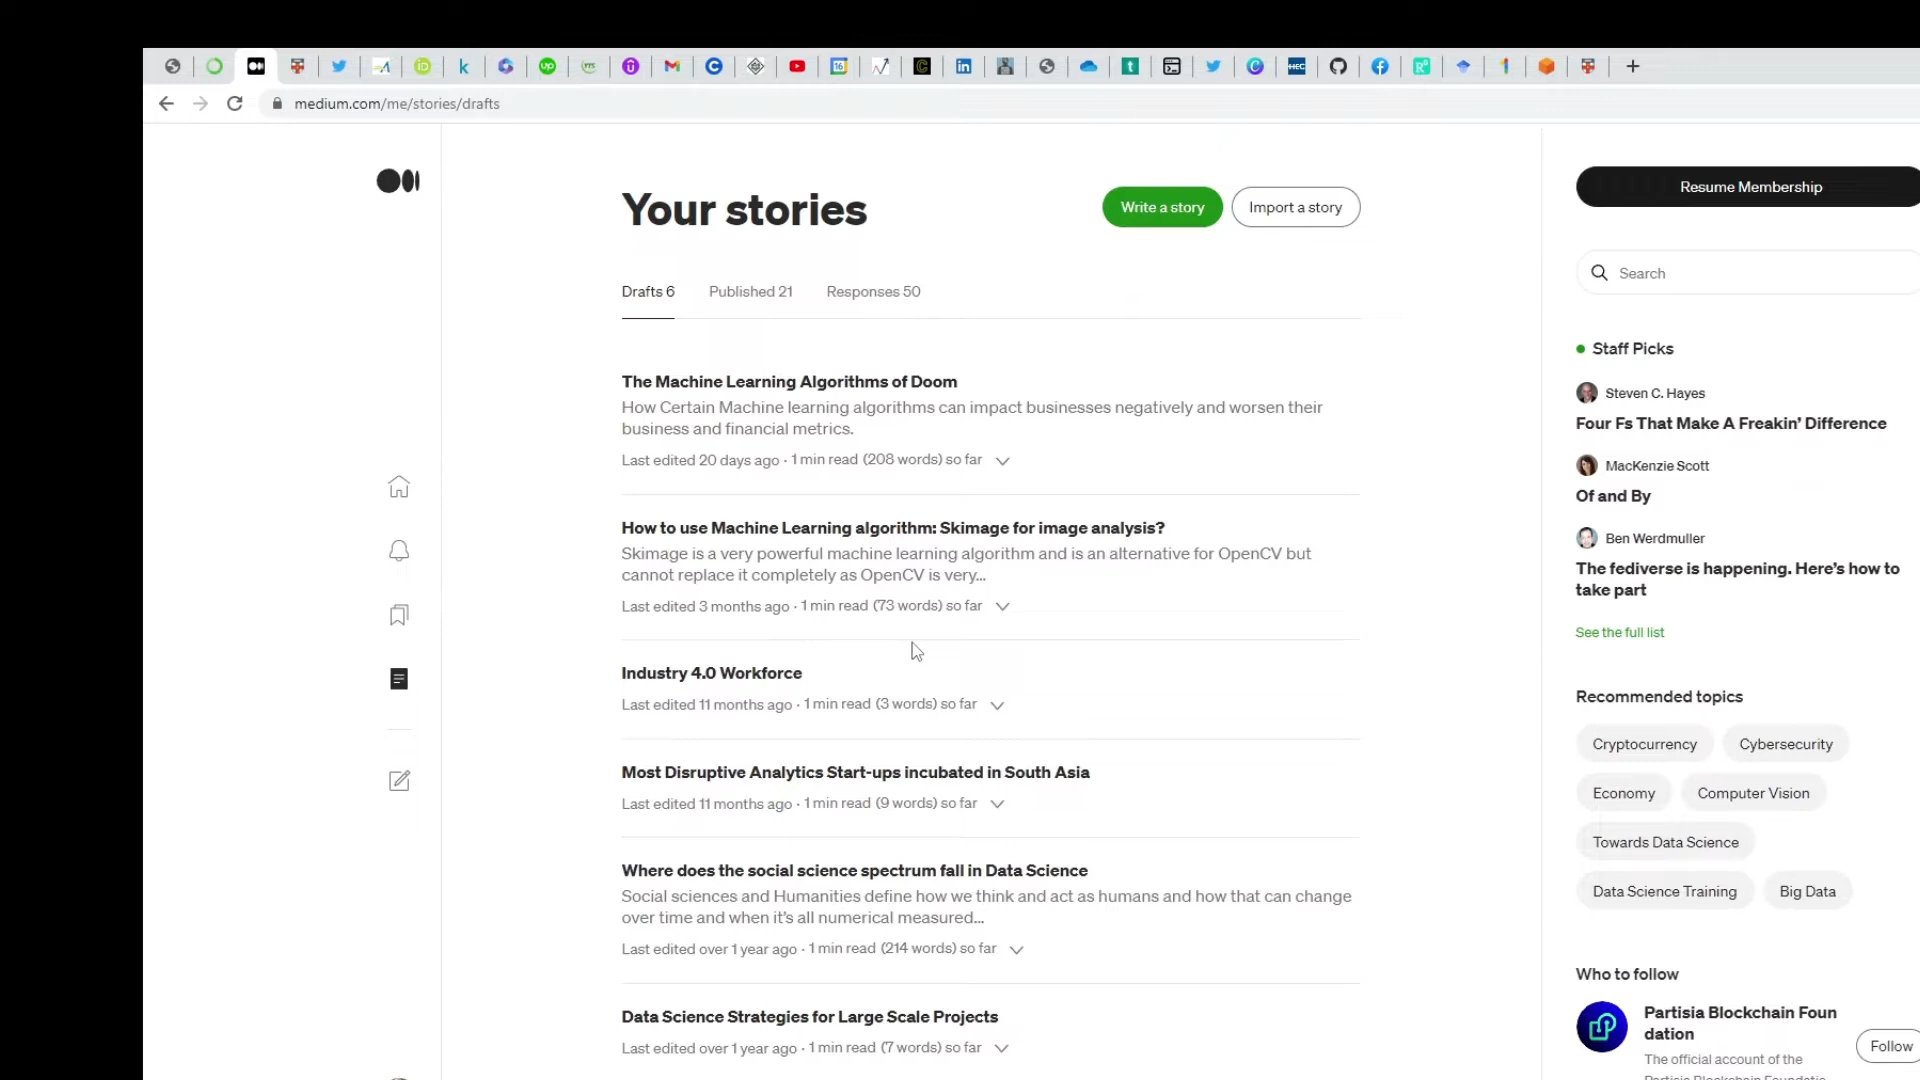 medium.com/me/stories/drafts
Your stories
Write a story
Import a story
Drafts 6
Published 21
Responses 50
The Machine Learning Algorithms of Doom
How Certain Machine learning algorithms can impact businesses negatively and worsen their
business and financial metrics.
Last edited 20 days ago · 1 min read (208 words) so far
How to use Machine Learning algorithm: Skimage for image analysis?
Skimage is a very powerful machine learning algorithm and is an alternative for OpenCV but
cannot replace it completely as OpenCV is very...
Last edited 3 months ago · 1 min read (73 words) so far
Industry 4.0 Workforce
Last edited 11 months ago · 1 min read (3 words) so far
Most Disruptive Analytics Start-ups incubated in South Asia
Last edited 11 months ago · 1 min read (9 words) so far
Where does the social science spectrum fall in Data Science
Social sciences and Humanities define how we think and act as humans and how that can change
over time and when it's all numerical measured...
Last edited over 1 year ago · 1 min read (214 words) so far
Data Science Strategies for Large Scale Projects
Last edited over 1 year ago · 1 min read (7 words) so far
Resume Membership
Search
Staff Picks
Steven C. Hayes
Four Fs That Make A Freakin' Difference
MacKenzie Scott
Of and By
Ben Werdmuller
The fediverse is happening. Here's how to
take part
See the full list
Recommended topics
Cryptocurrency
Cybersecurity
Economy
Computer Vision
Towards Data Science
Data Science Training
Big Data
Who to follow
Partisia Blockchain Foun
dation
The official account of the
Follow